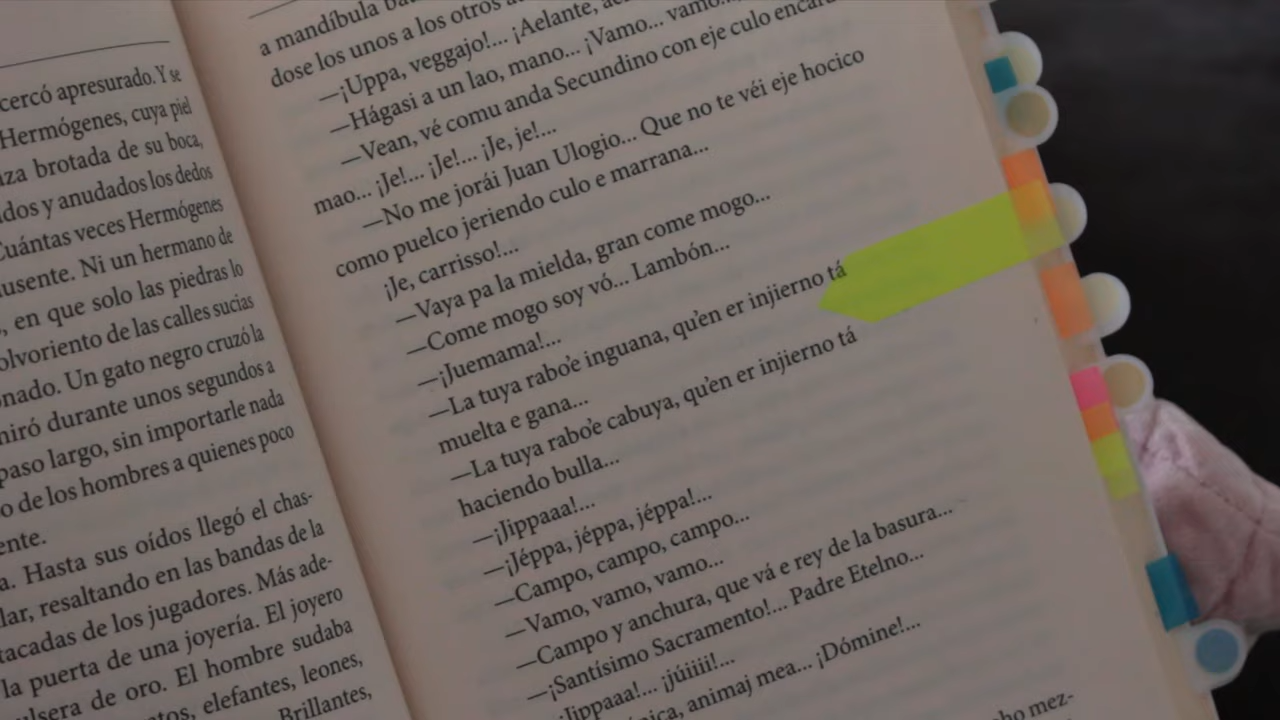 cercó apresurado. Y se
Hermógenes, cuya piel
brotada de su boca,
y anudados los dedos
Cuántas veces Hermógenes
Ni un hermano de
en que solo las piedras lo
de las calles sucias
Un gato negro cruzó la
miró durante unos segundos a
paso largo, sin importarle nada
o de los hombres a quienes poco
ente.
a. Hasta sus oídos llegó el chas-
lar, resaltando en las bandas de la
tacadas de los jugadores. Más ade-
la puerta de una joyería. El joyero
ulsera de oro. El hombre sudaba
elefantes, leones,
Brillantes,
a mandíbula
dose los unos a los otros
—¡Uppa, veggajo!... ¡Aelante,
—Hágasi a un lao, mano... ¡Vamo... vamo...
—Vean, vé comu anda Secundino con eje culo
mao... ¡Je!... ¡Je!... ¡Je, je!...
—No me jorái Juan Ulogio... Que no te véi eje hocico
como puelco jeriendo culo e marrana...
¡Je, carrisso!...
—Vaya pa la mielda, gran come mogo...
—Come mogo soy vó... Lambón...
—¡Juemama!...
—La tuya rabo'e inguana, qu'en er injierno tá
muelta e gana...
—La tuya rabo'e cabuya, qu'en er injierno tá
haciendo bulla...
—¡Jippaaa!...
—¡Jéppa, jéppa, jéppa!...
—Campo, campo, campo...
—Vamo, vamo, vamo...
—Campo y anchura, que vá e rey de la basura...
—¡Santísimo Sacramento!... Padre Etelno...
¡Jippaaa!... ¡júiiii!...
animaj mea... ¡Dómine!...
mez-